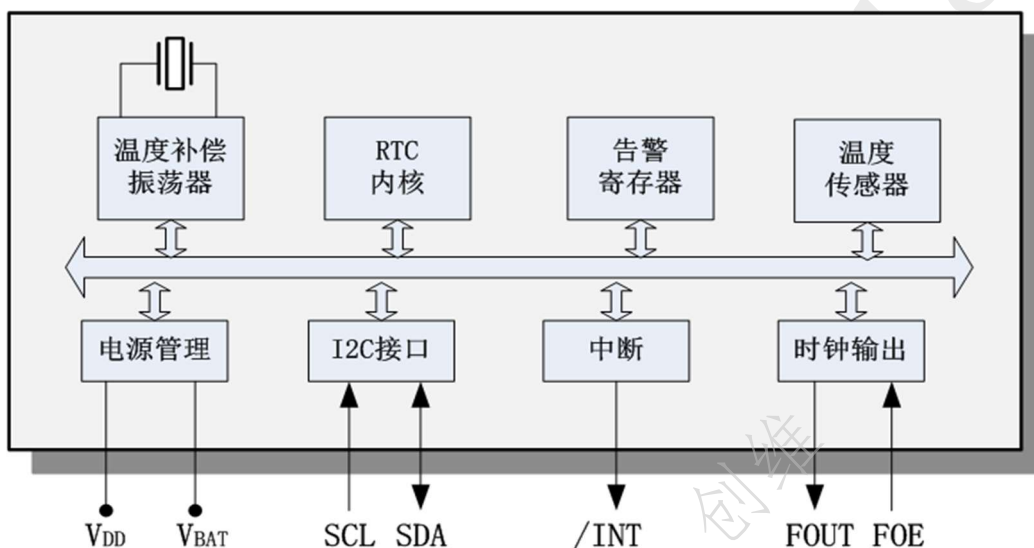 温度补偿
振荡器
RTC
内核
告警
寄存器
温度
传感器
电源管理
I2C接口
中断
时钟输出
VDD
VBAT
SCL
SDA
/INT
FOUT
FOE
创维